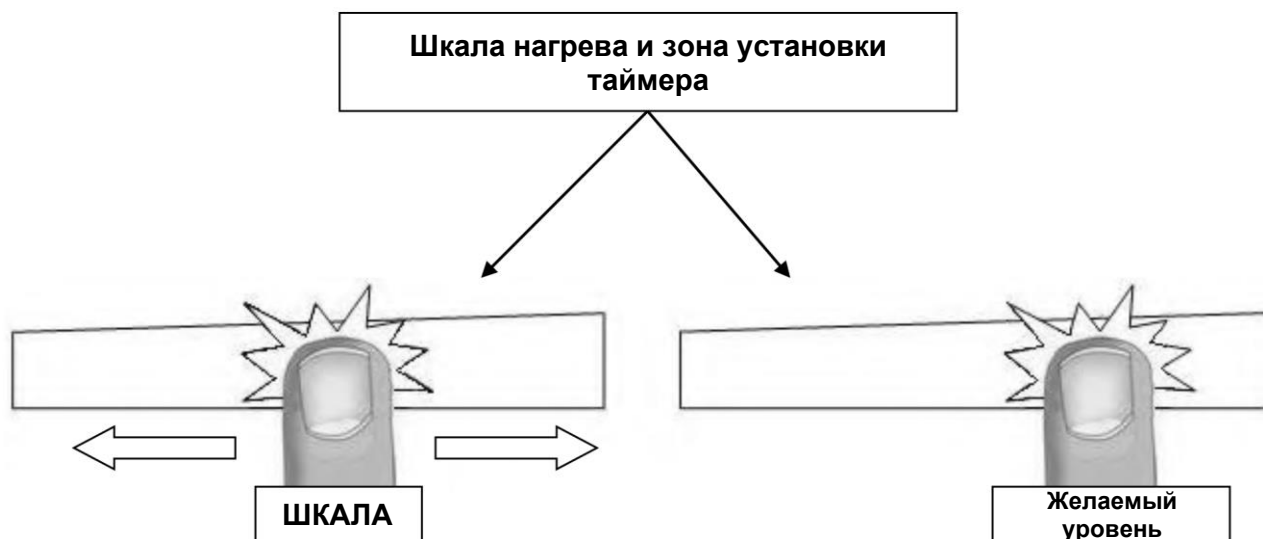 Шкала нагрева и зона установки
таймера
ШКАЛА
Желаемый
уровень